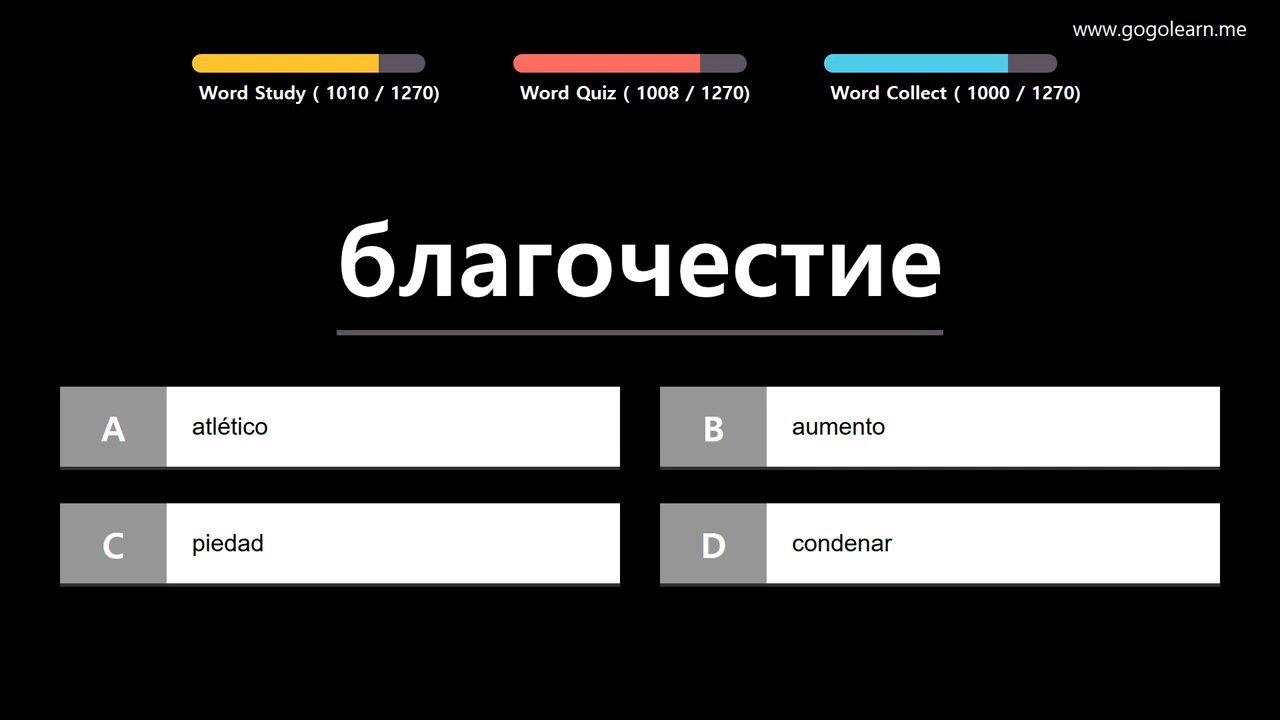 www.gogolearn.me
Word Study ( 1010 / 1270)
Word Quiz ( 1008 / 1270)
Word Collect ( 1000 / 1270)
благочестие
A atlético
B aumento
C piedad
D condenar